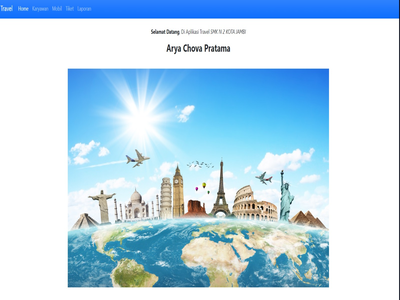 Travel Home Karyawan Mobil Tiket Laporan
Selamat Datang, Di Aplikasi Travel SMK N 2 KOTA JAMBI
Arya Chova Pratama